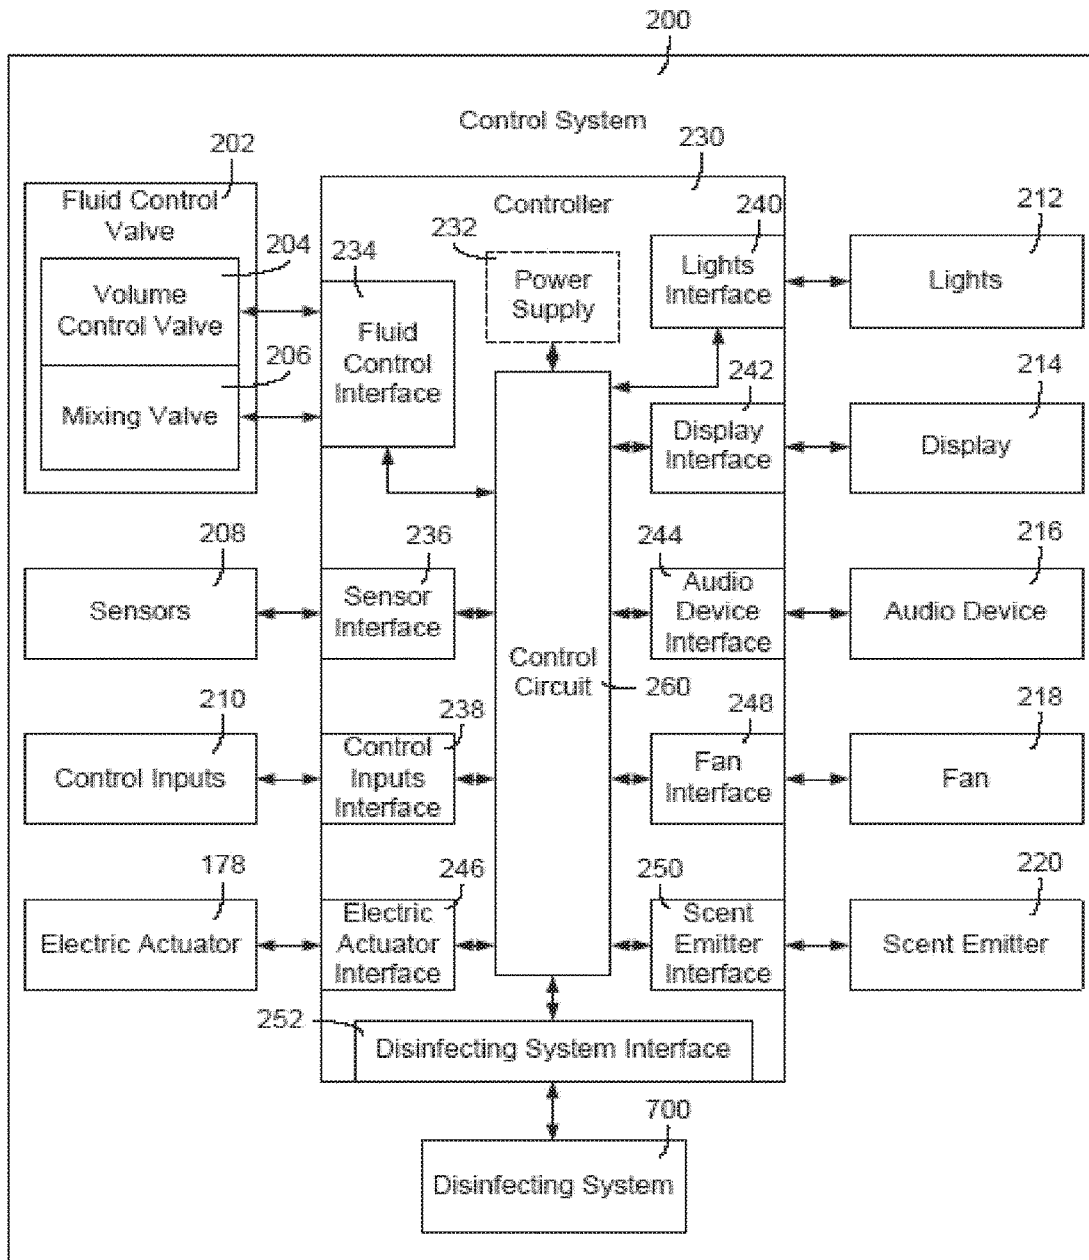 200
Control System
202
230
Fluid Control
Valve
Controller
204
234
232
240
212
Volume
Control Valve
Power
Supply
Lights
Interface
Lights
206
Fluid
Control
Interface
242
214
Mixing Valve
Display
Interface
Display
208
236
244
216
Sensors
Sensor
Interface
Audio
Device
Interface
Audio Device
Control
Circuit
260
210
238
248
218
Control Inputs
Control
Inputs
Interface
Fan
Interface
Fan
178
246
250
220
Electric Actuator
Electric
Actuator
Interface
Scent
Emitter
Interface
Scent Emitter
252
Disinfecting System Interface
700
Disinfecting System